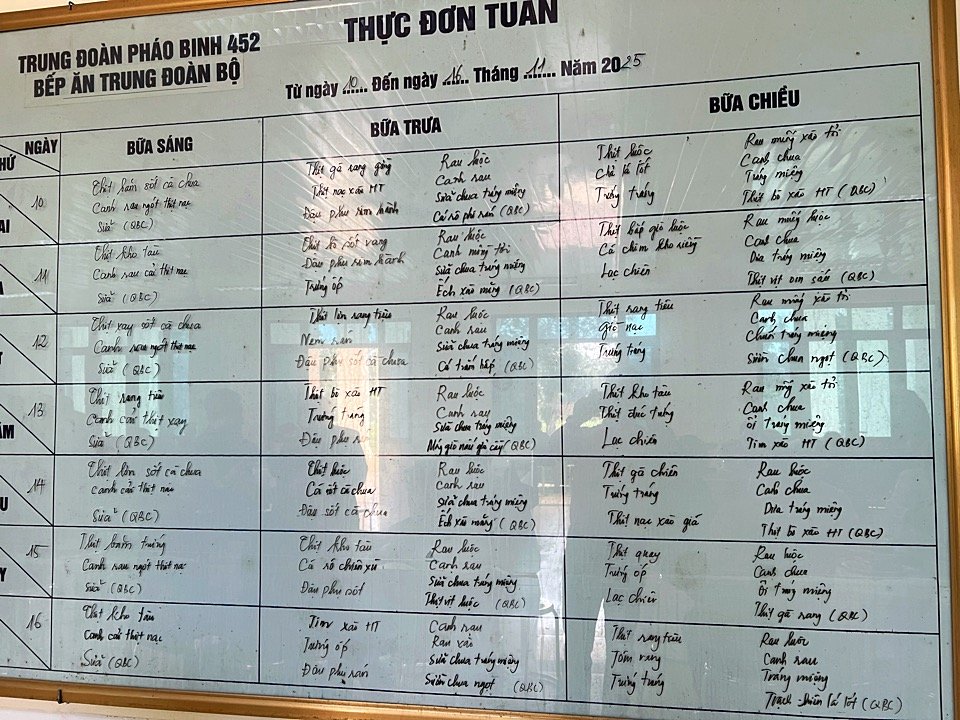 THỰC ĐƠN TUẦN
TRUNG ĐOÀN PHÁO BINH 452
BẾP ĂN TRUNG ĐOÀN BỘ
Từ ngày 10 Đến ngày 16 Tháng 11 Năm 2025
NGÀY
BỮA SÁNG
BỮA TRƯA
BỮA CHIỀU
10
Thịt băm sốt cà chua
Canh rau ngót thịt nạc
Sữa (QBC)
Thịt gà rang gừng
Thịt nạc xào HT
Đậu phụ rim hành
Rau luộc
Canh rau
Sữa chua tráng miệng
Cá rô phi rán (QBC)
Thịt luộc
Chả lá lốt
Trứng tráng
Rau muống xào tỏi
Canh chua
Tráng miệng
Thịt bò xào HT (QBC)
11
Thịt kho tàu
Canh rau cải thịt nạc
Sữa (QBC)
Thịt bò sốt vang
Đậu phụ rim hành
Trứng ốp
Rau luộc
Canh mồng tơi
Sữa chua tráng miệng
Ếch xào măng (QBC)
Thịt bắp giò luộc
Cá chim kho riềng
Lạc chiên
Rau muống luộc
Canh chua
Dưa tráng miệng
Thịt vịt om sấu (QBC)
12
Thịt xay sốt cà chua
Canh rau ngót thịt nạc
Sữa (QBC)
Thịt lợn rang tiêu
Nem rán
Đậu phụ sốt cà chua
Rau luộc
Canh rau
Sữa chua tráng miệng
Cá trắm hấp (QBC)
Thịt rang tiêu
Giò nạc
Trứng tráng
Rau muống xào tỏi
Canh chua
Chuối tráng miệng
Sườn chua ngọt (QBC)
13
Thịt rang tiêu
Canh cải thịt xay
Sữa (QBC)
Thịt bò xào HT
Trứng tráng
Đậu phụ
Rau luộc
Canh rau
Sữa chua tráng miệng
Móng giò nấu giả cầy (QBC)
Thịt kho tàu
Thịt đúc trứng
Lạc chiên
Rau muống xào tỏi
Canh chua
Ổi tráng miệng
Tim xào HT (QBC)
14
Thịt lợn sốt cà chua
Canh cải thịt nạc
Sữa (QBC)
Thịt luộc
Cá sốt cà chua
Đậu sốt cà chua
Rau luộc
Canh rau
Sữa chua tráng miệng
Ếch xào măng (QBC)
Thịt gà chiên
Trứng tráng
Thịt nạc xào giá
Rau luộc
Canh chua
Dưa tráng miệng
Thịt bò xào HT (QBC)
15
Thịt băm trứng
Canh rau ngót thịt nạc
Sữa (QBC)
Thịt kho tàu
Cá rô chiên xù
Đậu phụ sốt
Rau luộc
Canh rau
Sữa chua tráng miệng
Thịt vịt luộc (QBC)
Thịt quay
Trứng ốp
Lạc chiên
Rau luộc
Canh chua
Ổi tráng miệng
Thịt gà rang (QBC)
16
Thịt kho tàu
Canh cải thịt nạc
Sữa (QBC)
Tim xào HT
Trứng ốp
Đậu phụ rán
Canh rau
Rau xào
Sữa chua tráng miệng
Sườn chua ngọt (QBC)
Thịt rang tiêu
Tôm rang
Trứng tráng
Rau luộc
Canh rau
Tráng miệng
lá lốt (QBC)